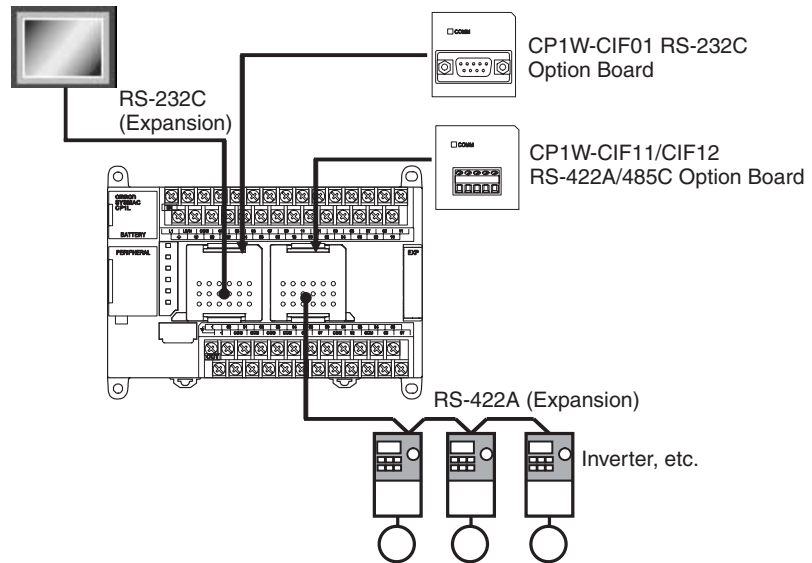 COMM
CP1W-CIF01 RS-232C
Option Board
RS-232C
(Expansion)
COMM
CP1W-CIF11/CIF12
RS-422A/485C Option Board
OMRON
SYSMAC
CP1L
BATTERY
PERIPHERAL
EXP
OUT
RS-422A (Expansion)
Inverter, etc.